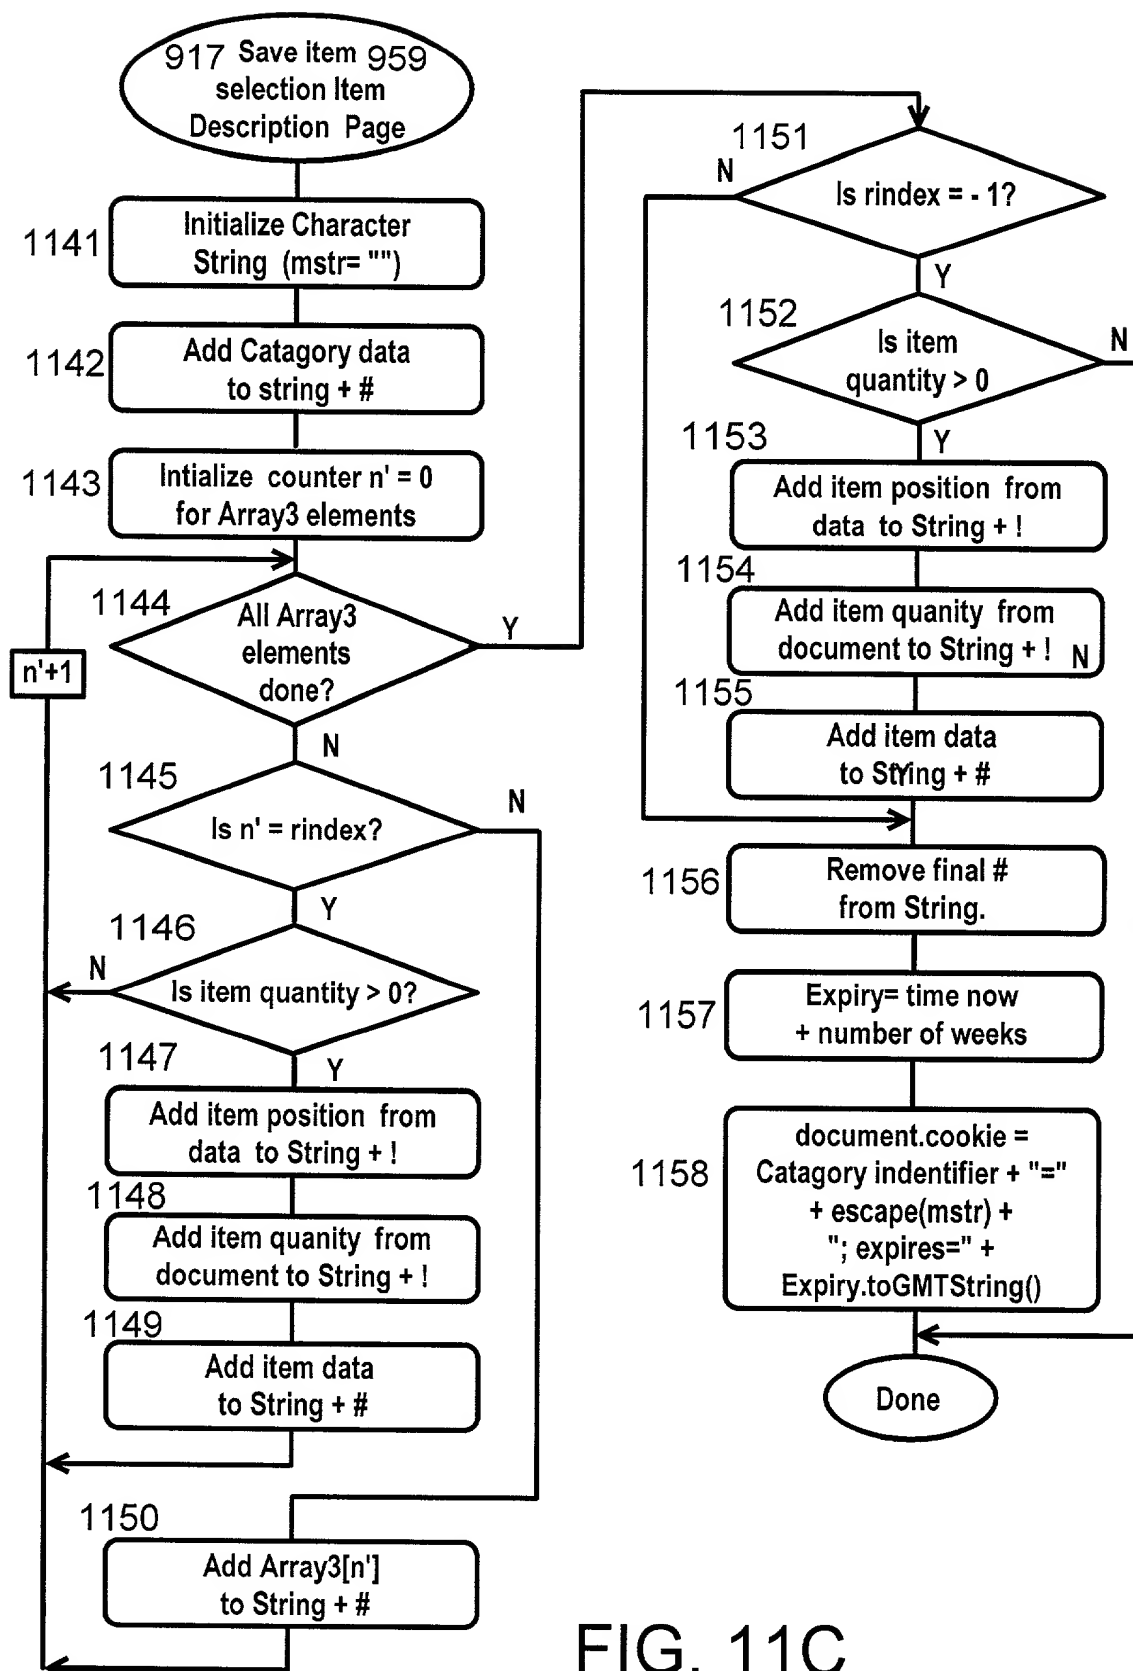 917 Save item 959
selection Item
Description Page
1141
Initialize Character
String (mstr= "")
1142
Add Catagory data
to string + #
1143
Intialize counter n' = 0
for Array3 elements
1144
All Array3
elements
done?
Y
n'+1
N
1145
N
Is n' = rindex?
Y
1146
N
Is item quantity > 0?
1147
Y
Add item position from
data to String + !
1148
Add item quanity from
document to String + !
1149
Add item data
to String + #
1150
Add Array3[n']
to String + #
1151
N
Is rindex = - 1?
Y
1152
N
Is item
quantity > 0
1153
Y
Add item position from
data to String + !
1154
Add item quanity from
document to String + ! N
1155
Add item data
to String + #
Y
1156
Remove final #
from String.
1157
Expiry= time now
+ number of weeks
1158
document.cookie =
Catagory indentifier + "="
+ escape(mstr) +
"; expires=" +
Expiry.toGMTString()
Done
FIG. 11C